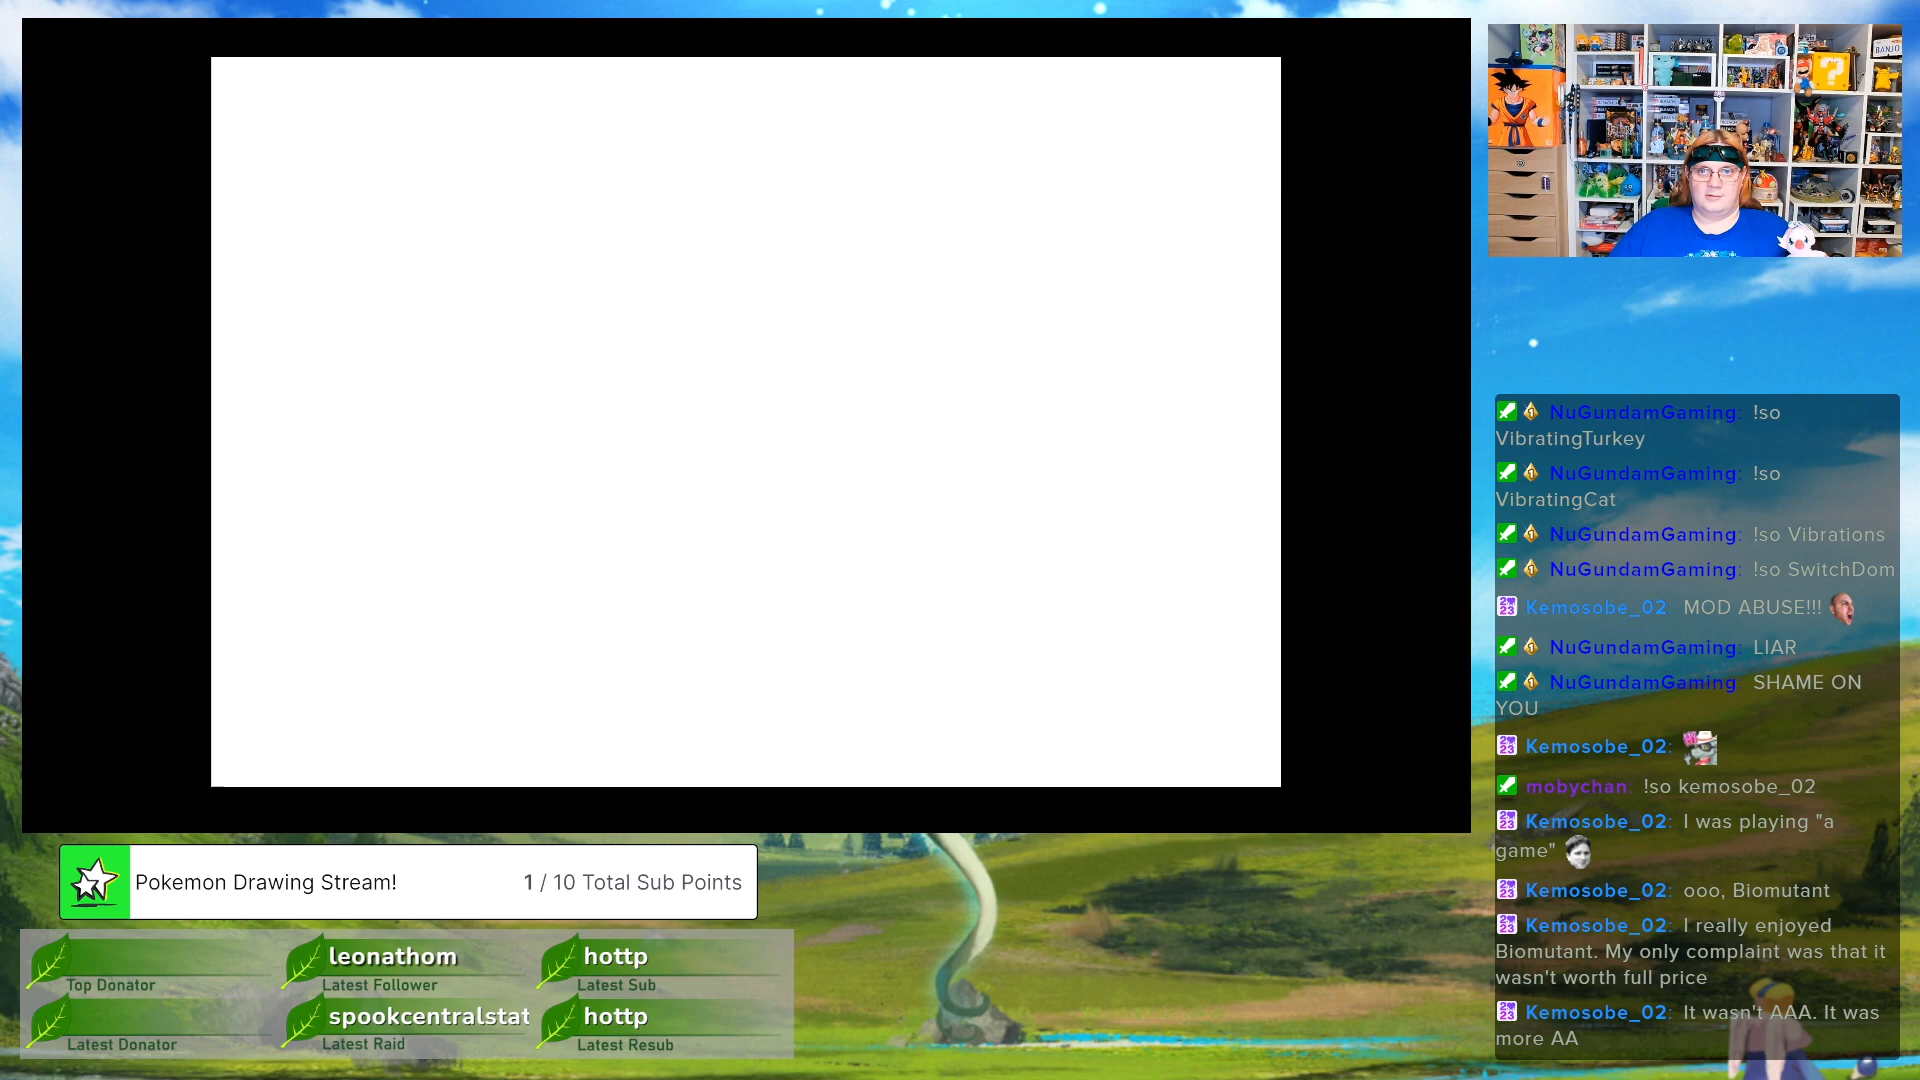 BANJO
NuGundamGaming: !so
VibratingTurkey
NuGundamGaming: !so
VibratingCat
NuGundamGaming: !so Vibrations
NuGundamGaming: !so SwitchDom
Kemosobe_02: MOD ABUSE!!!
NuGundamGaming: LIAR
NuGundamGaming: SHAME ON
YOU
Kemosobe_02:
mobychan: !so kemosobe_02
Kemosobe_02: I was playing "a
game"
Kemosobe_02: ooo, Biomutant
Kemosobe_02: I really enjoyed
Biomutant. My only complaint was that it
wasn't worth full price
Kemosobe_02: It wasn't AAA. It was
more AA
Pokemon Drawing Stream! 1 / 10 Total Sub Points
Top Donator
leonathom
Latest Follower
hottp
Latest Sub
Latest Donator
spookcentralstat
Latest Raid
hottp
Latest Resub